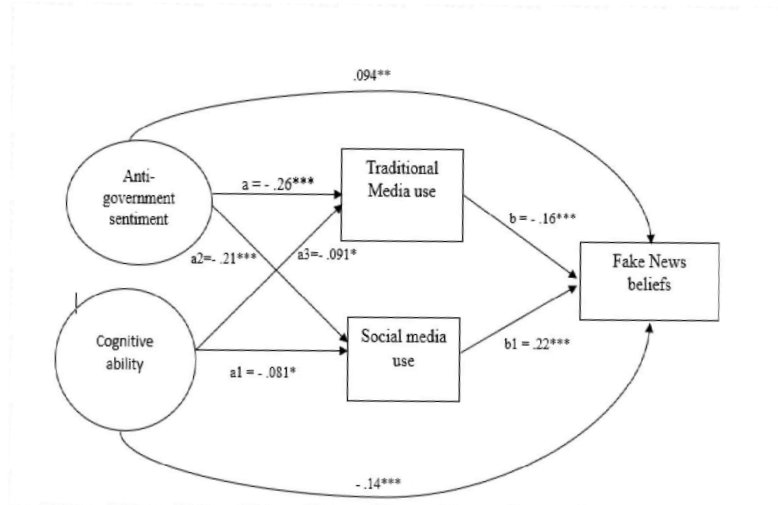 .094**
Anti-
government
sentiment
a = - .26***
Traditional
Media use
b = - .16***
a2=- .21***
a3=- .091*
Fake News
beliefs
Cognitive
ability
Social media
use
b1 = .22***
a1 = - .081*
- .14***